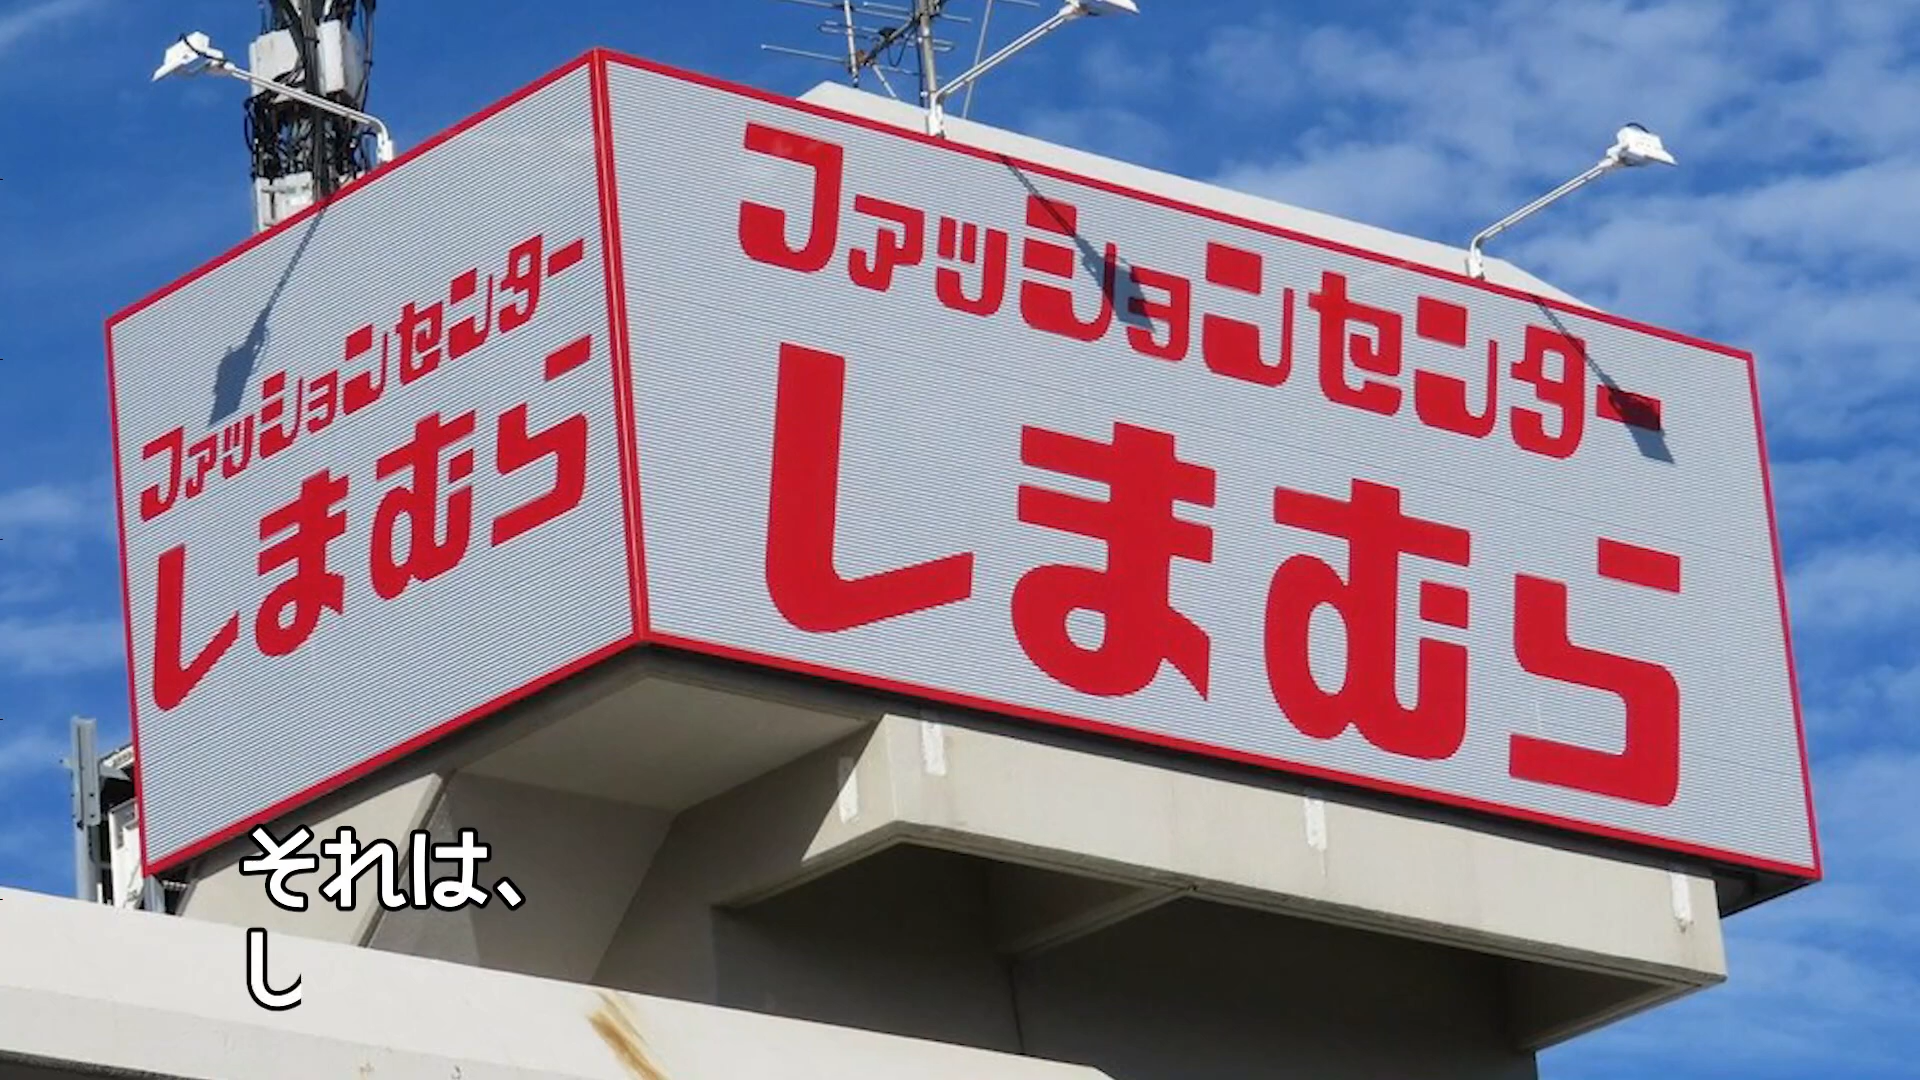 ファッションセンター
しまむら
ファッションセンター
しまむら
それは、
し